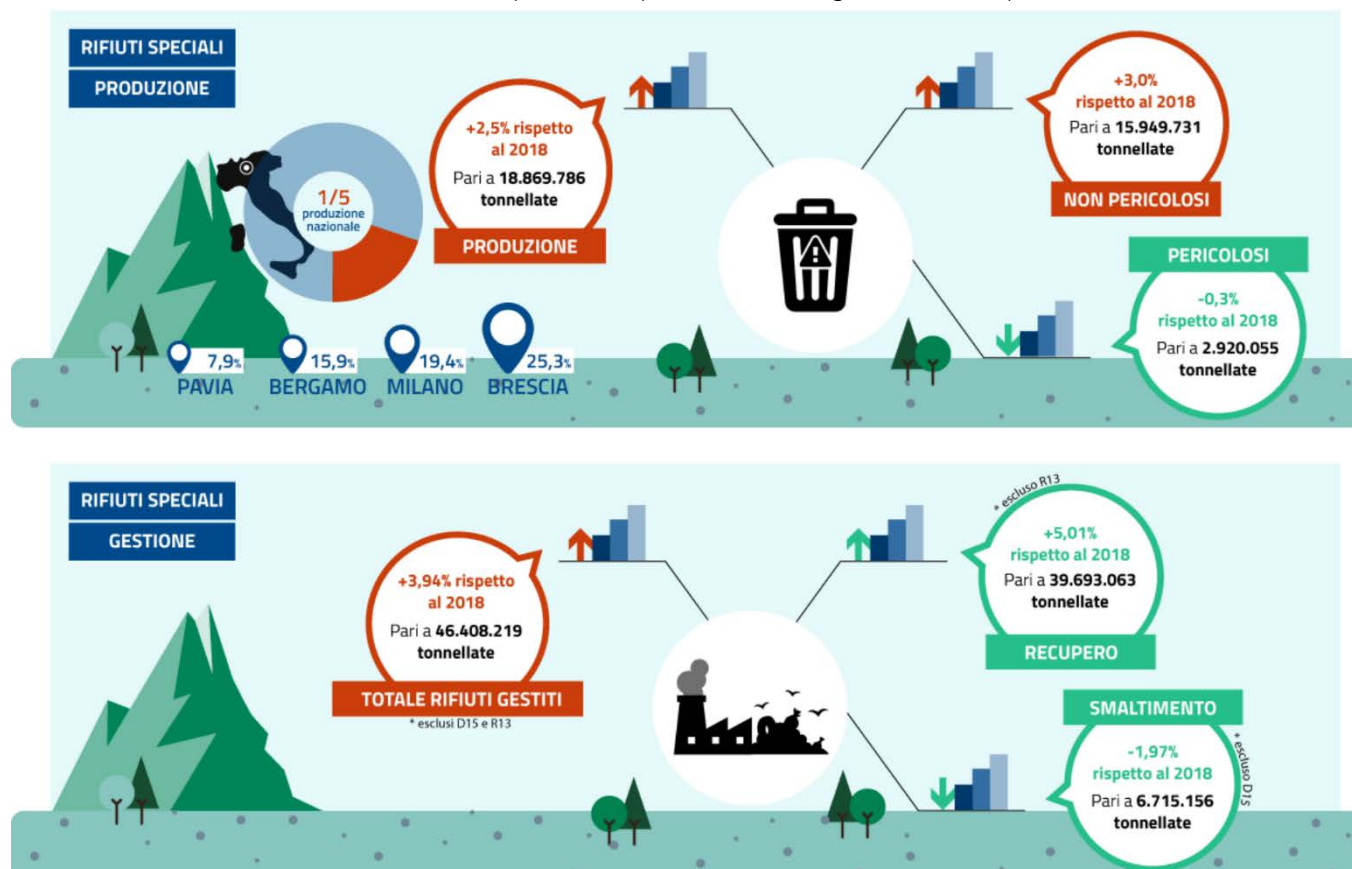 RIFIUTI SPECIALI
PRODUZIONE
1/5
produzione
nazionale
+2,5% rispetto
al 2018
Pari a 18.869.786
tonnellate
PRODUZIONE
+3,0%
rispetto al 2018
Pari a 15.949.731
tonnellate
NON PERICOLOSI
PERICOLOSI
-0,3%
rispetto al 2018
Pari a 2.920.055
tonnellate
7,9%
PAVIA
15,9%
BERGAMO
19,4%
MILANO
25,3%
BRESCIA
RIFIUTI SPECIALI
GESTIONE
+3,94% rispetto
al 2018
Pari a 46.408.219
tonnellate
TOTALE RIFIUTI GESTITI
* esclusi D15 e R13
* escluso R13
+5,01%
rispetto al 2018
Pari a 39.693.063
tonnellate
RECUPERO
SMALTIMENTO
* escluso D15
-1,97%
rispetto al 2018
Pari a 6.715.156
tonnellate